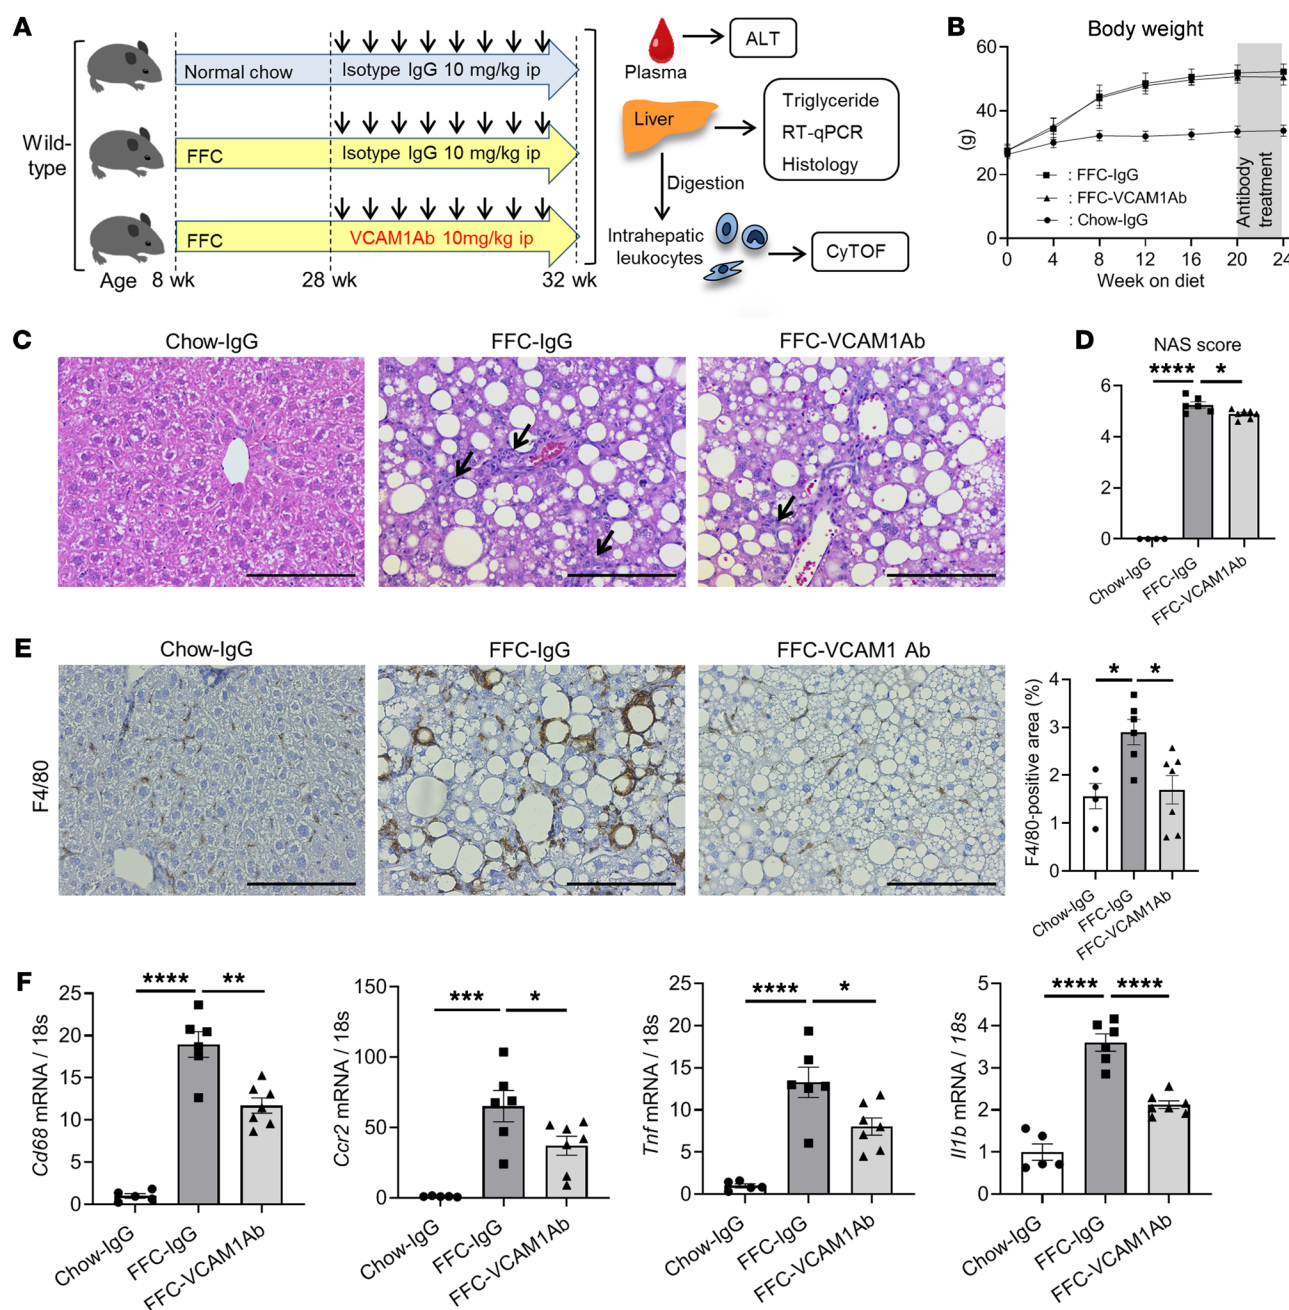 A
Wild-
type
Normal chow
Isotype IgG 10 mg/kg ip
FFC
Isotype IgG 10 mg/kg ip
FFC
VCAM1Ab 10mg/kg ip
Age
8 wk
28 wk
32 wk
Plasma
ALT
Liver
Triglyceride
RT-qPCR
Histology
Digestion
Intrahepatic
leukocytes
CyTOF
B
Body weight
(g)
60
40
20
0
: FFC-IgG
: FFC-VCAM1Ab
: Chow-IgG
Antibody
treatment
0 4 8 12 16 20 24
Week on diet
C
Chow-IgG
FFC-IgG
FFC-VCAM1Ab
D
NAS score
**** *
6
4
2
0
Chow-IgG
FFC-IgG
FFC-VCAM1Ab
E
Chow-IgG
FFC-IgG
FFC-VCAM1 Ab
F4/80
F4/80-positive area (%)
* *
4
3
2
1
0
Chow-IgG
FFC-IgG
FFC-VCAM1Ab
F
Cd68 mRNA / 18s
**** **
25
20
15
10
5
0
Chow-IgG
FFC-IgG
FFC-VCAM1Ab
Ccr2 mRNA / 18s
*** *
150
100
50
0
Chow-IgG
FFC-IgG
FFC-VCAM1Ab
Tnf mRNA / 18s
**** *
25
20
15
10
5
0
Chow-IgG
FFC-IgG
FFC-VCAM1Ab
Il1b mRNA / 18s
**** ****
5
4
3
2
1
0
Chow-IgG
FFC-IgG
FFC-VCAM1Ab